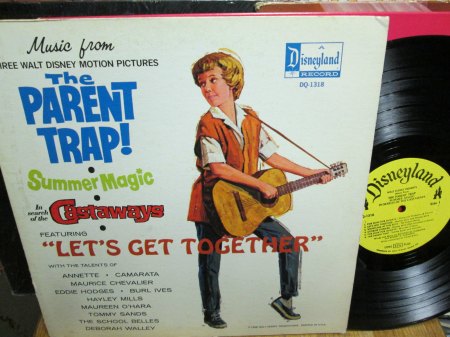 Music from
THREE WALT DISNEY MOTION PICTURES
The
PARENT
TRAP!
Summer Magic
In
search
of the
Castaways
FEATURING
"LET'S GET TOGETHER"
WITH THE TALENTS OF
ANNETTE • CAMARATA
MAURICE CHEVALIER
EDDIE HODGES • BURL IVES
HAYLEY MILLS
MAUREEN O'HARA
TOMMY SANDS
THE SCHOOL BELLES
DEBORAH WALLEY
Disneyland
RECORD
DQ-1318
Disneyland